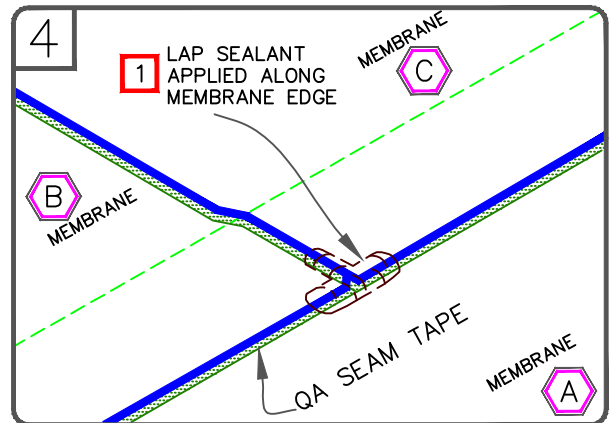 4
1
LAP SEALANT
APPLIED ALONG
MEMBRANE EDGE
MEMBRANE
C
B
MEMBRANE
QA SEAM TAPE
MEMBRANE
A